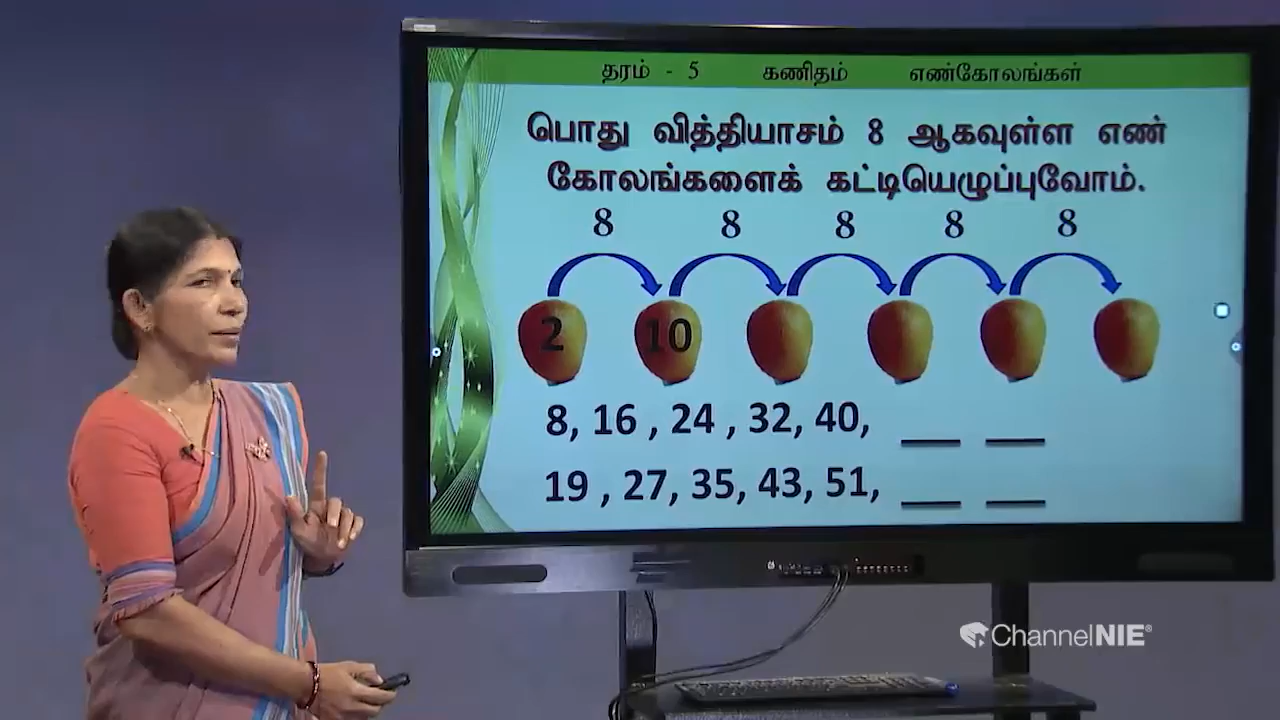 தரம் - 5 கணிதம் எண்கோலங்கள்
பொது வித்தியாசம் 8 ஆகவுள்ள எண்
கோலங்களைக் கட்டியெழுப்புவோம்.
8 8 8 8 8
2 10
8, 16 , 24 , 32, 40,
19 , 27, 35, 43, 51,
ChannelNIE®